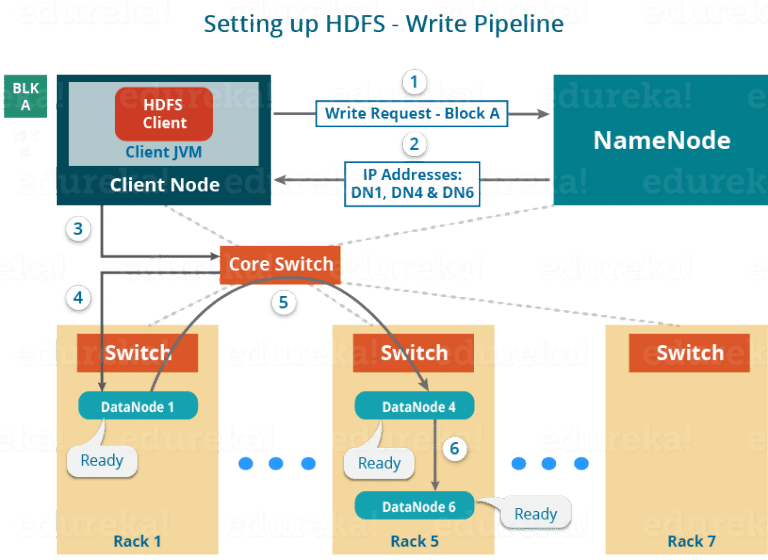 Setting up HDFS - Write Pipeline
BLK
A
HDFS
Client
Client JVM
Client Node
1
Write Request - Block A
2
IP Addresses:
DN1, DN4 & DN6
NameNode
3
Core Switch
4
5
Switch
Switch
Switch
DataNode 1
DataNode 4
Ready
Ready
6
DataNode 6
Ready
Rack 1
Rack 5
Rack 7
edureka!